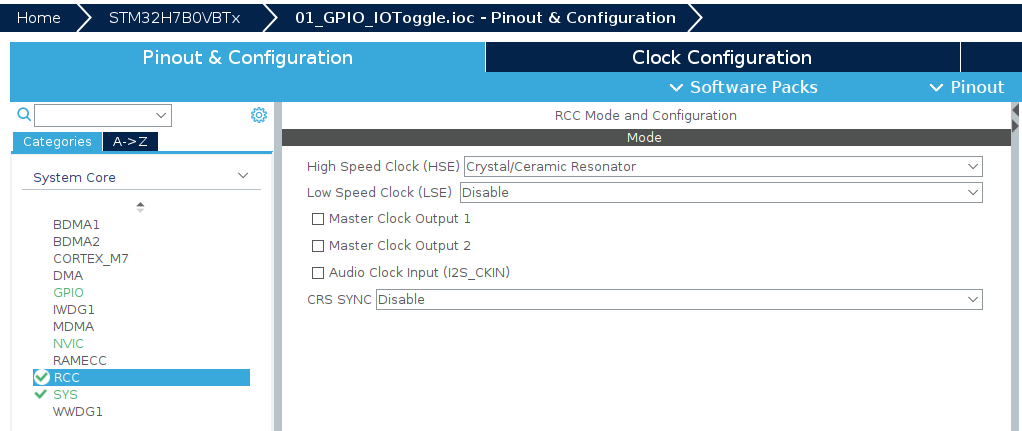 Home STM32H7B0VBTx 01_GPIO_IOToggle.ioc - Pinout & Configuration
Pinout & Configuration Clock Configuration
Software Packs Pinout
Categories A->Z
System Core
BDMA1
BDMA2
CORTEX_M7
DMA
GPIO
IWDG1
MDMA
NVIC
RAMECC
RCC
SYS
WWDG1
RCC Mode and Configuration
Mode
High Speed Clock (HSE) Crystal/Ceramic Resonator
Low Speed Clock (LSE) Disable
Master Clock Output 1
Master Clock Output 2
Audio Clock Input (I2S_CKIN)
CRS SYNC Disable